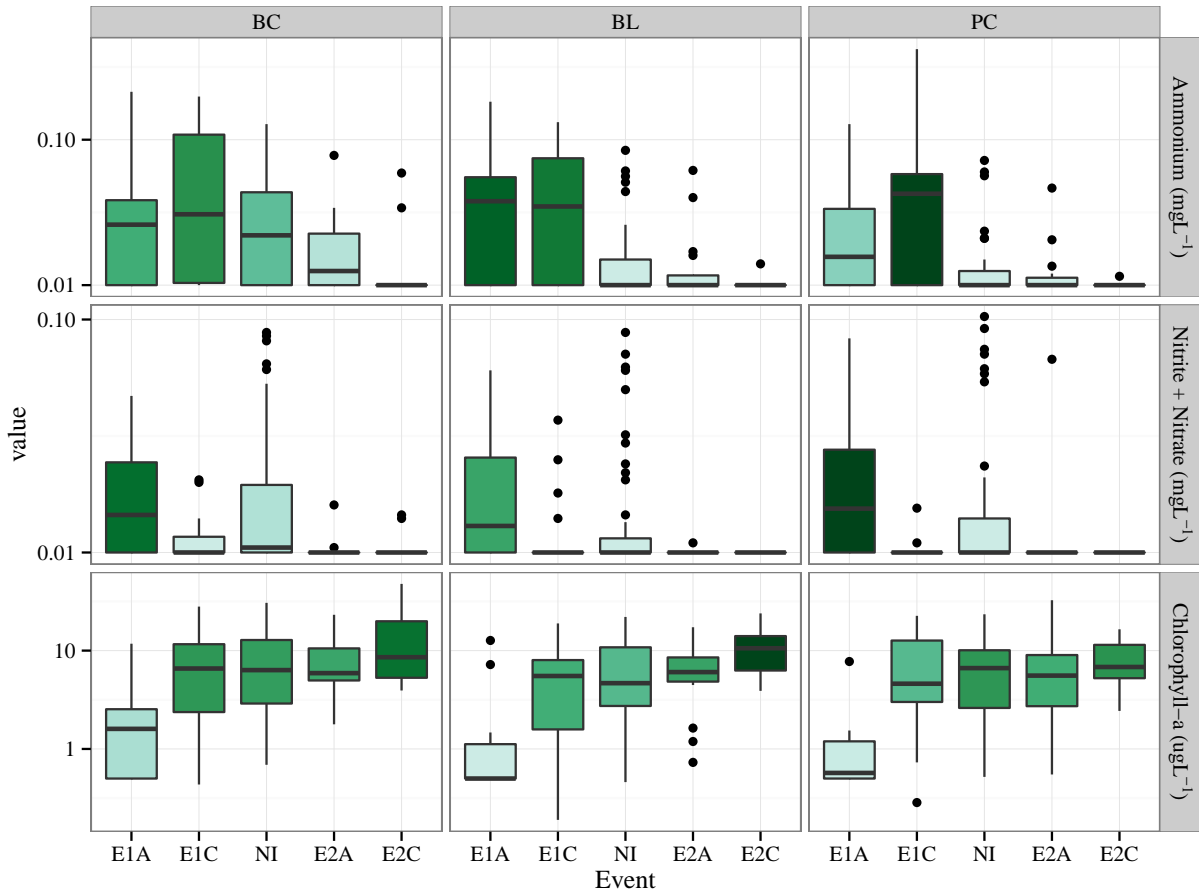 BC BL PC
0.10
0.01
Ammonium (mgL⁻¹)
0.10
0.01
Nitrite + Nitrate (mgL⁻¹)
10
1
Chlorophyll−a (ugL⁻¹)
value
E1A E1C NI E2A E2C E1A E1C NI E2A E2C E1A E1C NI E2A E2C
Event